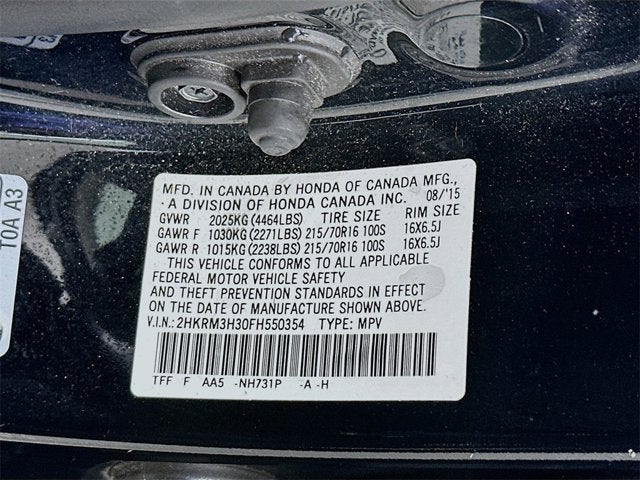 MFD. IN CANADA BY HONDA OF CANADA MFG.,
A DIVISION OF HONDA CANADA INC. 08/'15
GVWR 2025KG (4464LBS) TIRE SIZE RIM SIZE
GAWR F 1030KG (2271LBS) 215/70R16 100S 16X6.5J
GAWR R 1015KG (2238LBS) 215/70R16 100S 16X6.5J
THIS VEHICLE CONFORMS TO ALL APPLICABLE
FEDERAL MOTOR VEHICLE SAFETY
AND THEFT PREVENTION STANDARDS IN EFFECT
ON THE DATE OF MANUFACTURE SHOWN ABOVE.
V.I.N.: 2HKRM3H30FH550354 TYPE: MPV
TFF F AA5 -NH731P -A -H
TOA A3